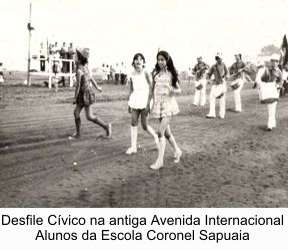 Desfile Cívico na antiga Avenida Internacional
Alunos da Escola Coronel Sapuaia